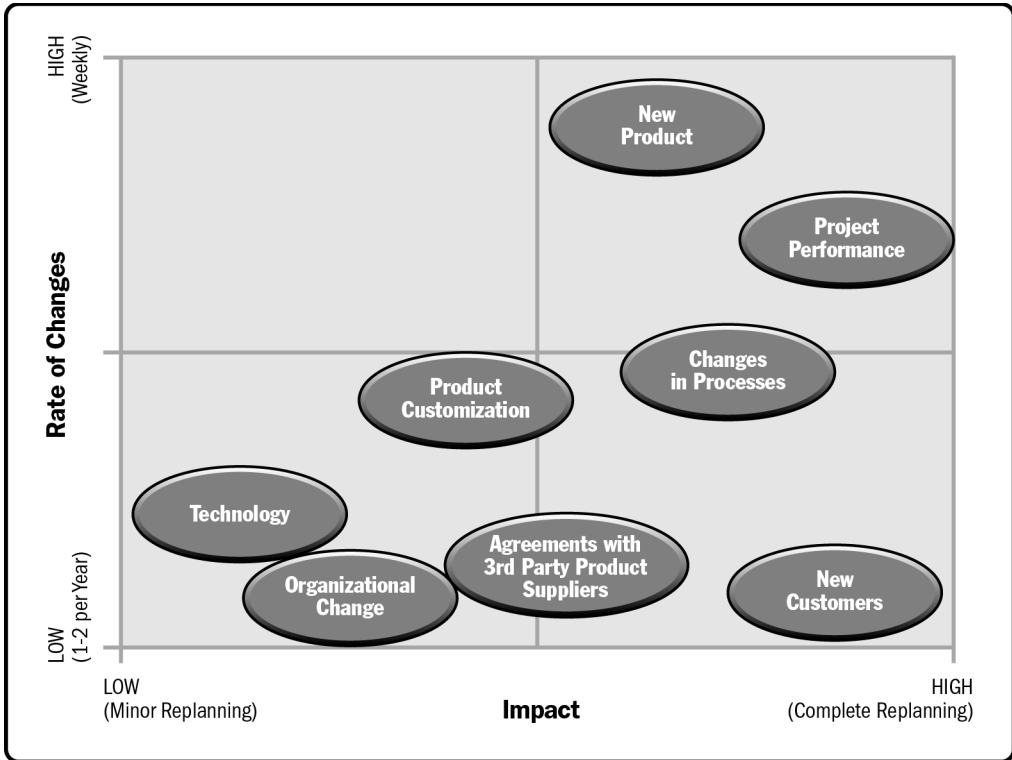 HIGH
(Weekly)
New
Product
Project
Performance
Rate of Changes
Changes
in Processes
Product
Customization
Technology
Agreements with
3rd Party Product
Suppliers
Organizational
Change
New
Customers
LOW
(1-2 per Year)
LOW
(Minor Replanning)
Impact
HIGH
(Complete Replanning)